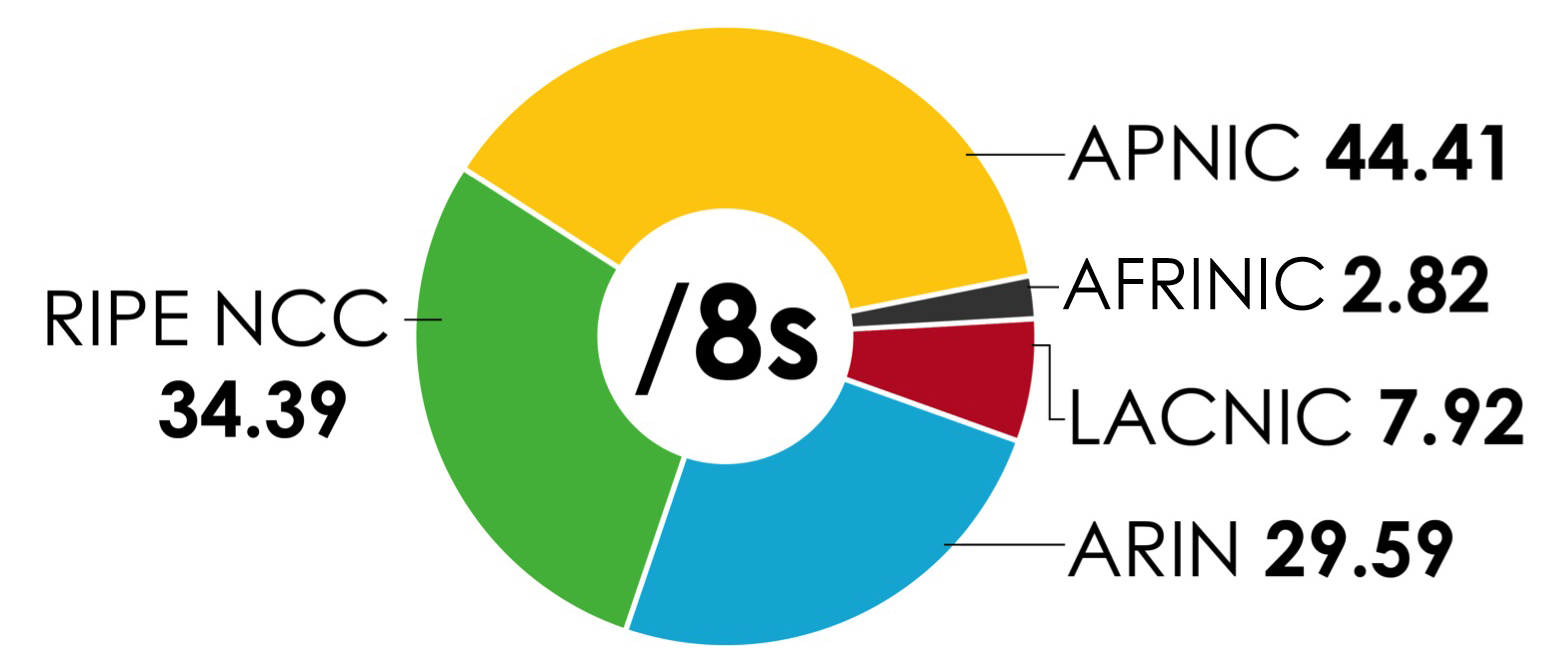 APNIC 44.41
AFRINIC 2.82
RIPE NCC
34.39
/8s
LACNIC 7.92
ARIN 29.59